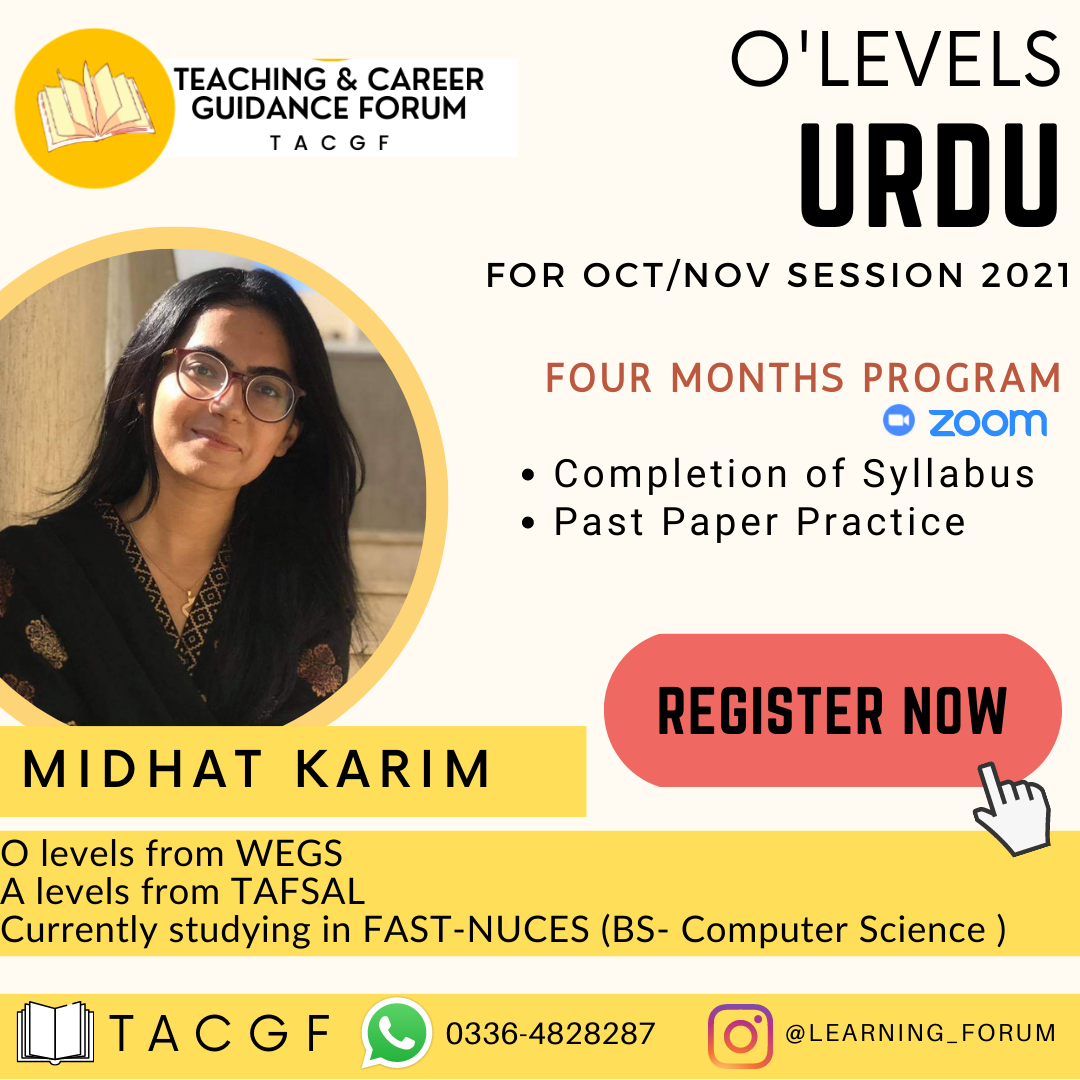 TEACHING & CAREER
GUIDANCE FORUM
TACGF
O'LEVELS
URDU
FOR OCT/NOV SESSION 2021
FOUR MONTHS PROGRAM
zoom
• Completion of Syllabus
• Past Paper Practice
REGISTER NOW
MIDHAT KARIM
O levels from WEGS
A levels from TAFSAL
Currently studying in FAST-NUCES (BS- Computer Science )
TACGF
0336-4828287
@LEARNING_FORUM